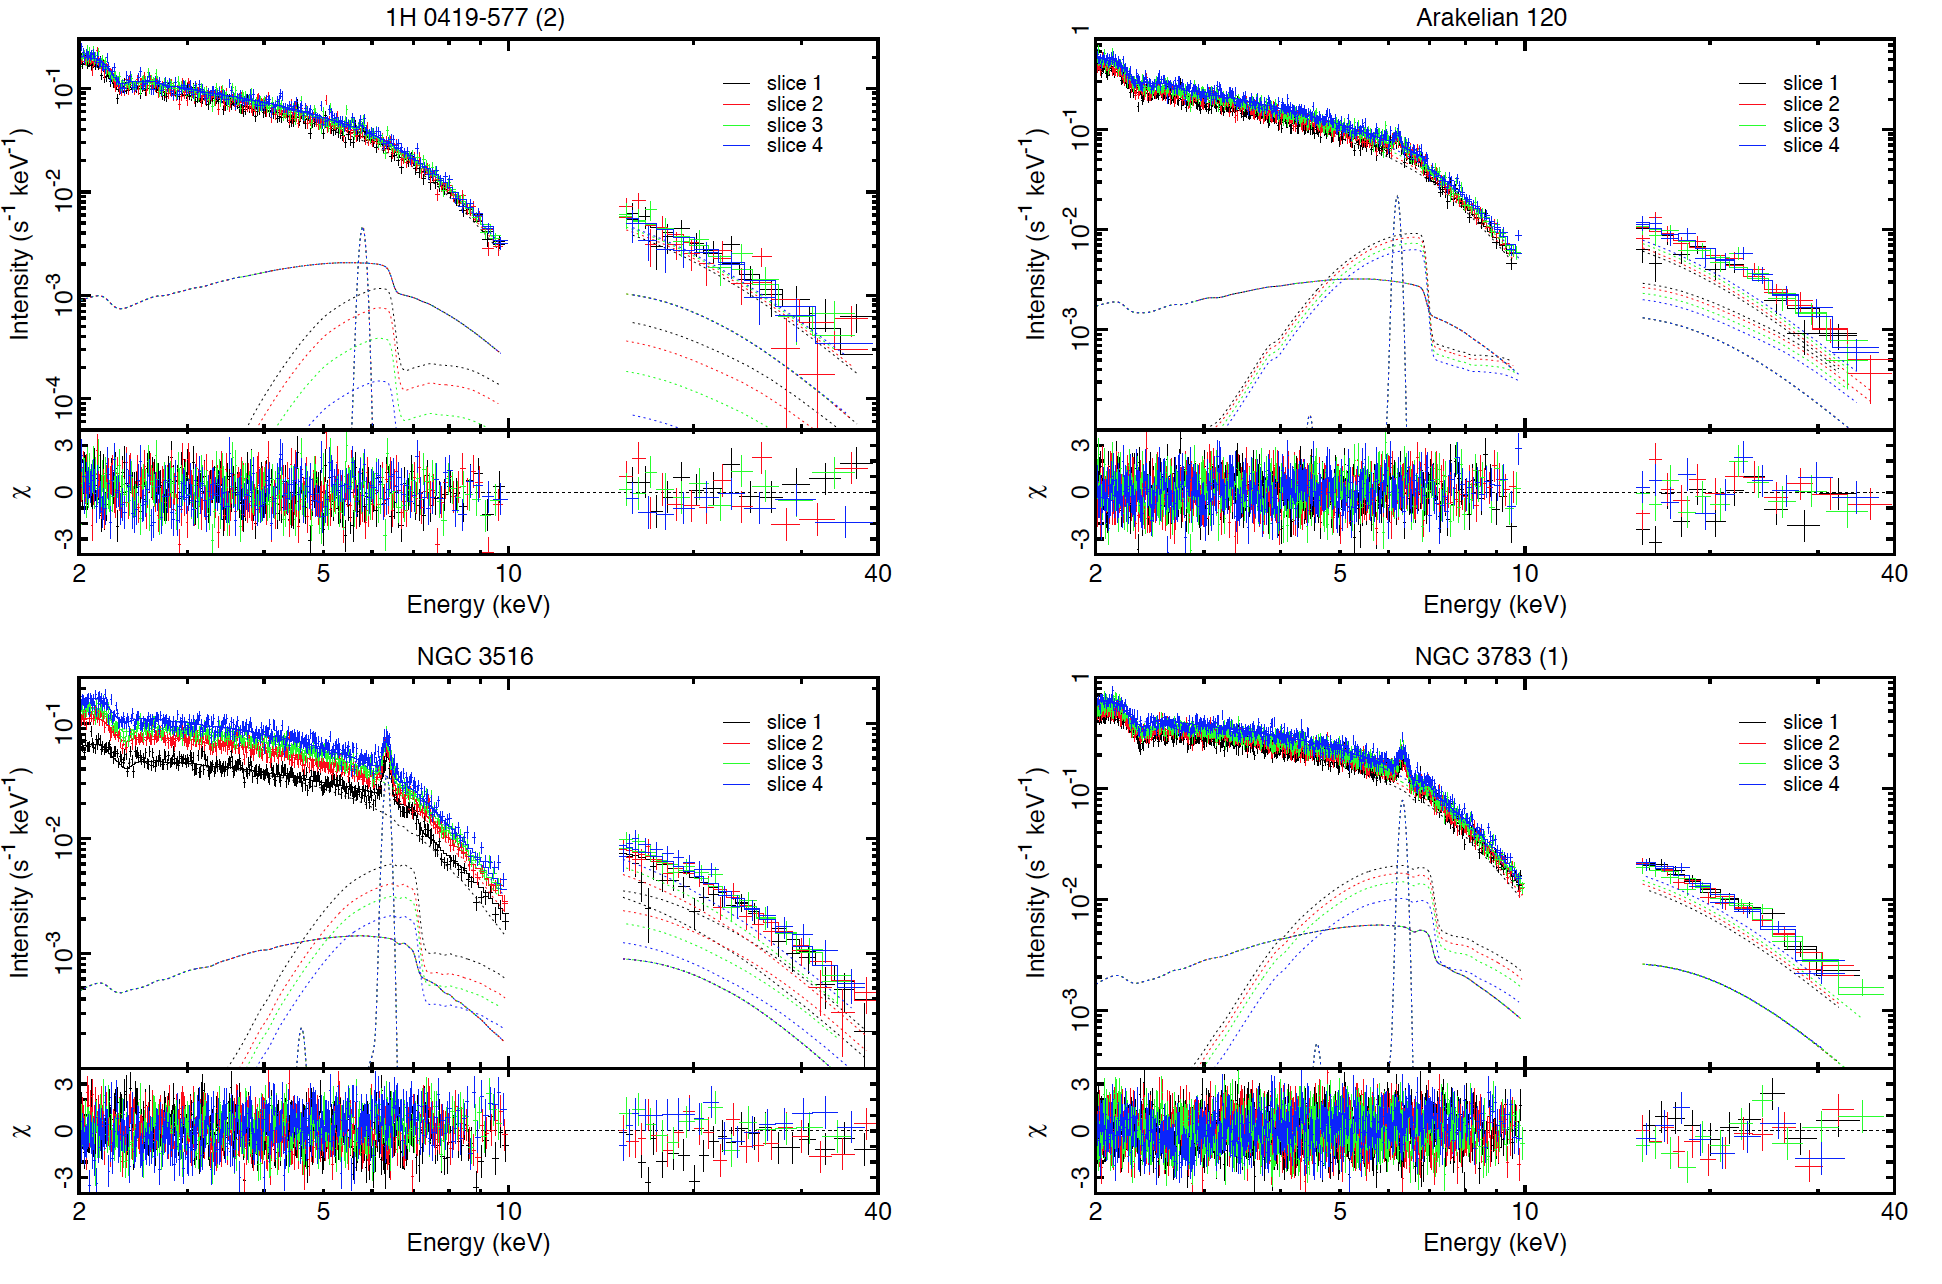 1H 0419-577 (2)
Intensity (s-1 keV-1)
10-1
10-2
10-3
10-4
slice 1
slice 2
slice 3
slice 4
χ
3
0
-3
2 5 10 40
Energy (keV)
Arakelian 120
Intensity (s-1 keV-1)
1
10-1
10-2
10-3
slice 1
slice 2
slice 3
slice 4
χ
3
0
-3
2 5 10 40
Energy (keV)
NGC 3516
Intensity (s-1 keV-1)
10-1
10-2
10-3
slice 1
slice 2
slice 3
slice 4
χ
3
0
-3
2 5 10 40
Energy (keV)
NGC 3783 (1)
Intensity (s-1 keV-1)
1
10-1
10-2
10-3
slice 1
slice 2
slice 3
slice 4
χ
3
0
-3
2 5 10 40
Energy (keV)